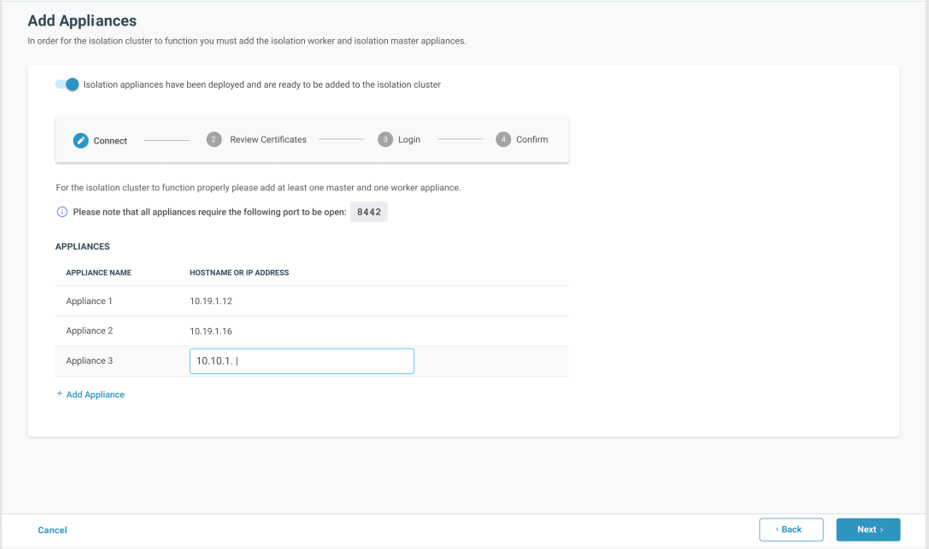 Add Appliances
In order for the isolation cluster to function you must add the isolation worker and isolation master appliances.
Isolation appliances have been deployed and are ready to be added to the isolation cluster
Connect 2 Review Certificates 3 Login 4 Confirm
For the isolation cluster to function properly please add at least one master and one worker appliance.
Please note that all appliances require the following port to be open: 8442
APPLIANCES
APPLIANCE NAME HOSTNAME OR IP ADDRESS
Appliance 1 10.19.1.12
Appliance 2 10.19.1.16
Appliance 3 10.10.1. |
+ Add Appliance
Cancel ‹ Back Next ›